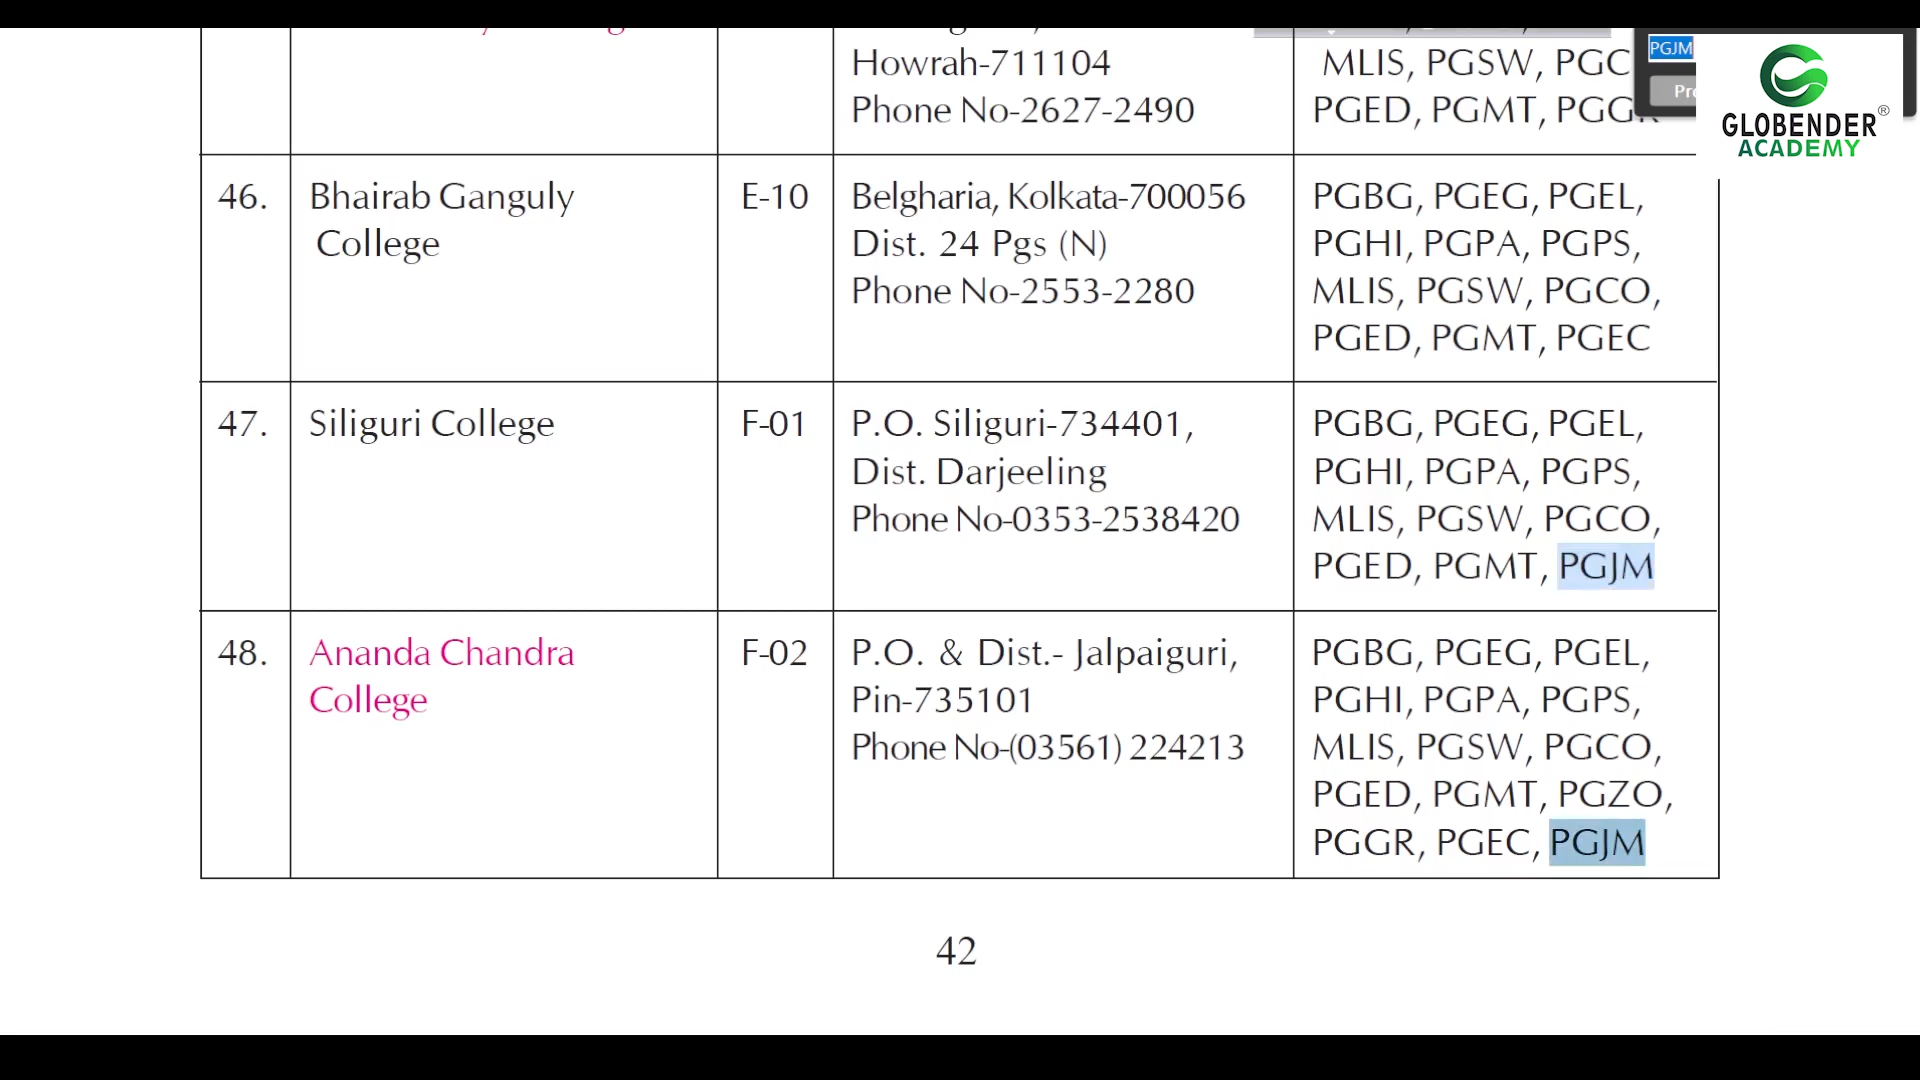 Howrah-711104
Phone No-2627-2490
MLIS, PGSW,
PGED, PGMT,
PGJM
GLOBENDER®
ACADEMY
46.
Bhairab Ganguly
College
E-10
Belgharia, Kolkata-700056
Dist. 24 Pgs (N)
Phone No-2553-2280
PGBG, PGEG, PGEL,
PGHI, PGPA, PGPS,
MLIS, PGSW, PGCO,
PGED, PGMT, PGEC
47.
Siliguri College
F-01
P.O. Siliguri-734401,
Dist. Darjeeling
Phone No-0353-2538420
PGBG, PGEG, PGEL,
PGHI, PGPA, PGPS,
MLIS, PGSW, PGCO,
PGED, PGMT, PGJM
48.
Ananda Chandra
College
F-02
P.O. & Dist.- Jalpaiguri,
Pin-735101
Phone No-(03561) 224213
PGBG, PGEG, PGEL,
PGHI, PGPA, PGPS,
MLIS, PGSW, PGCO,
PGED, PGMT, PGZO,
PGGR, PGEC, PGJM
42